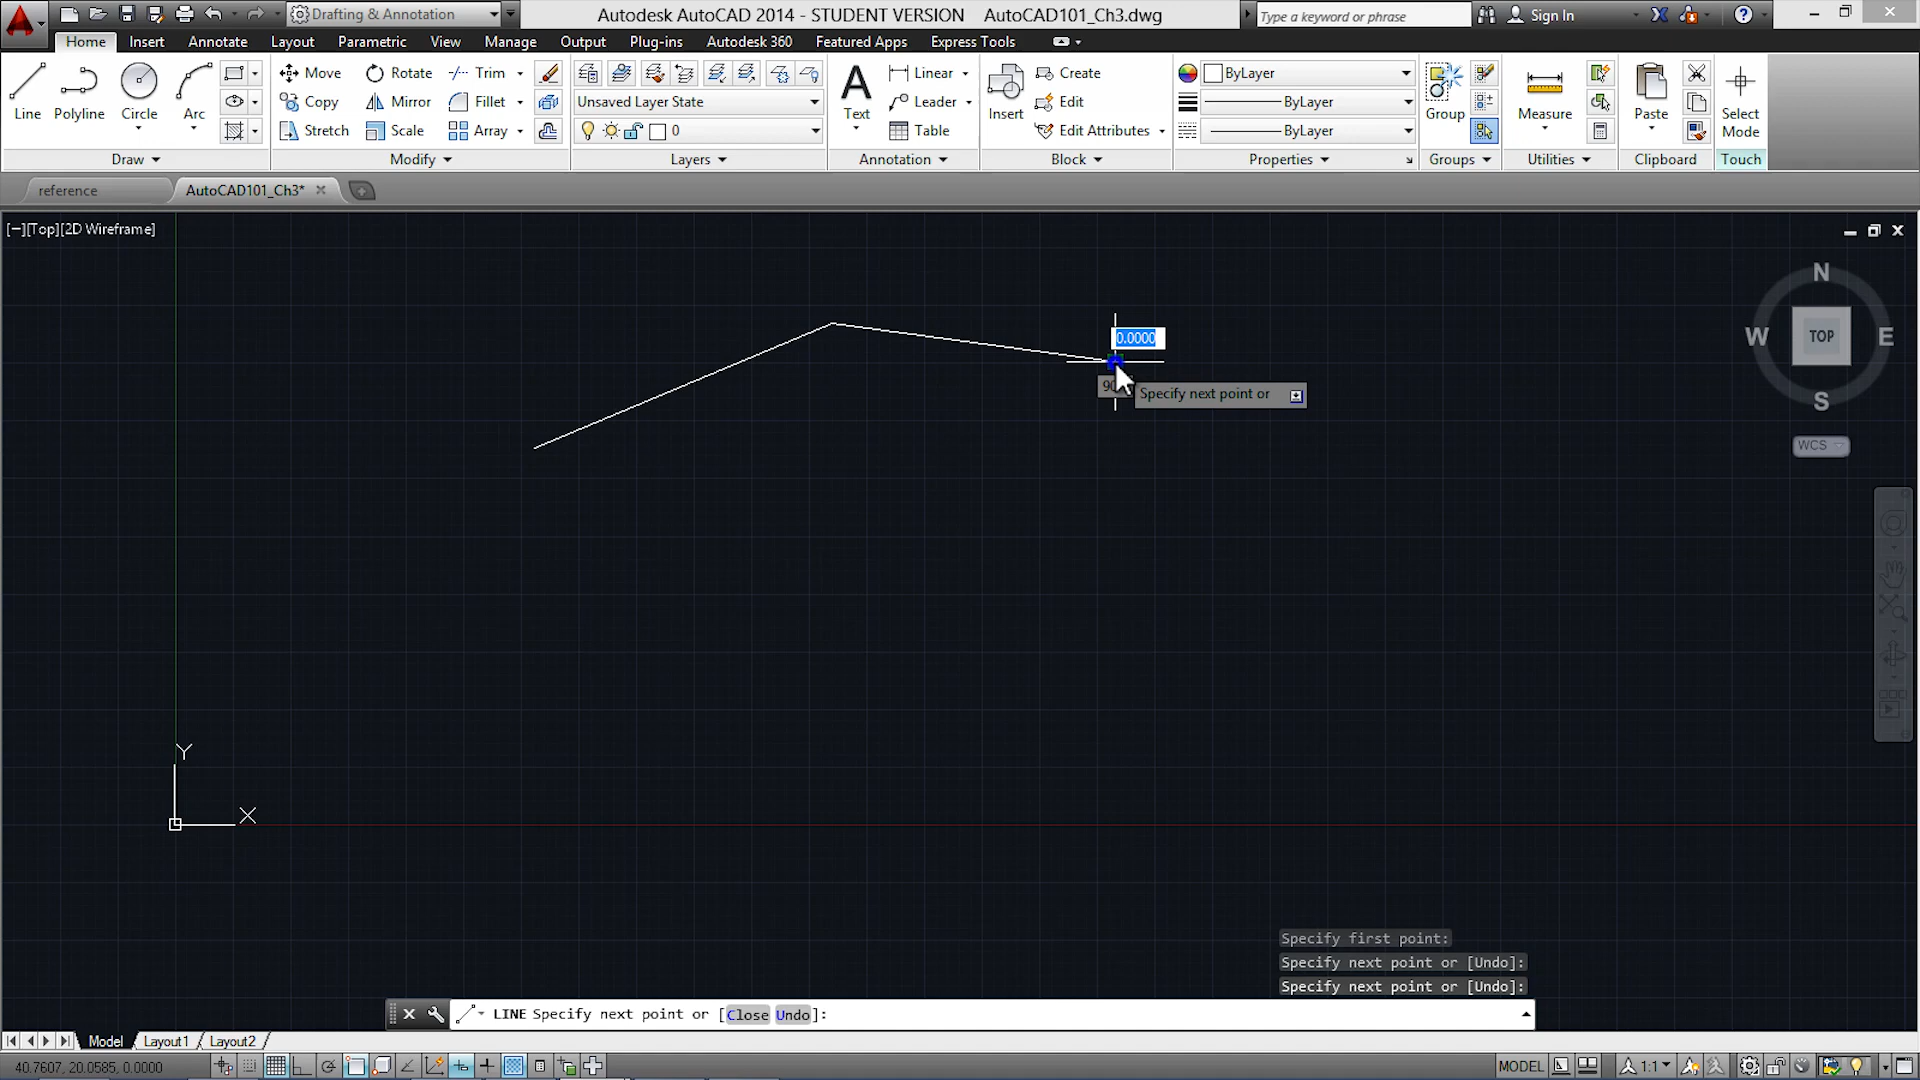 Drafting & Annotation
Autodesk AutoCAD 2014 - STUDENT VERSION AutoCAD101_Ch3.dwg
Type a keyword or phrase
Sign In
Home Insert Annotate Layout Parametric View Manage Output Plug-ins Autodesk 360 Featured Apps Express Tools
Line Polyline Circle Arc
Move Rotate Trim
Copy Mirror Fillet
Stretch Scale Array
Unsaved Layer State
0
Text
Linear
Leader
Table
Insert
Create
Edit
Edit Attributes
ByLayer
ByLayer
ByLayer
Group
Measure
Paste
Select
Mode
Draw Modify Layers Annotation Block Properties Groups Utilities Clipboard Touch
reference AutoCAD101_Ch3*
[−][Top][2D Wireframe]
N
W TOP E
S
WCS
0.0000
Specify next point or
Y
X
Specify first point:
Specify next point or [Undo]:
Specify next point or [Undo]:
LINE Specify next point or [Close Undo]:
Model Layout1 Layout2
40.7607, 20.0585, 0.0000
MODEL
1:1